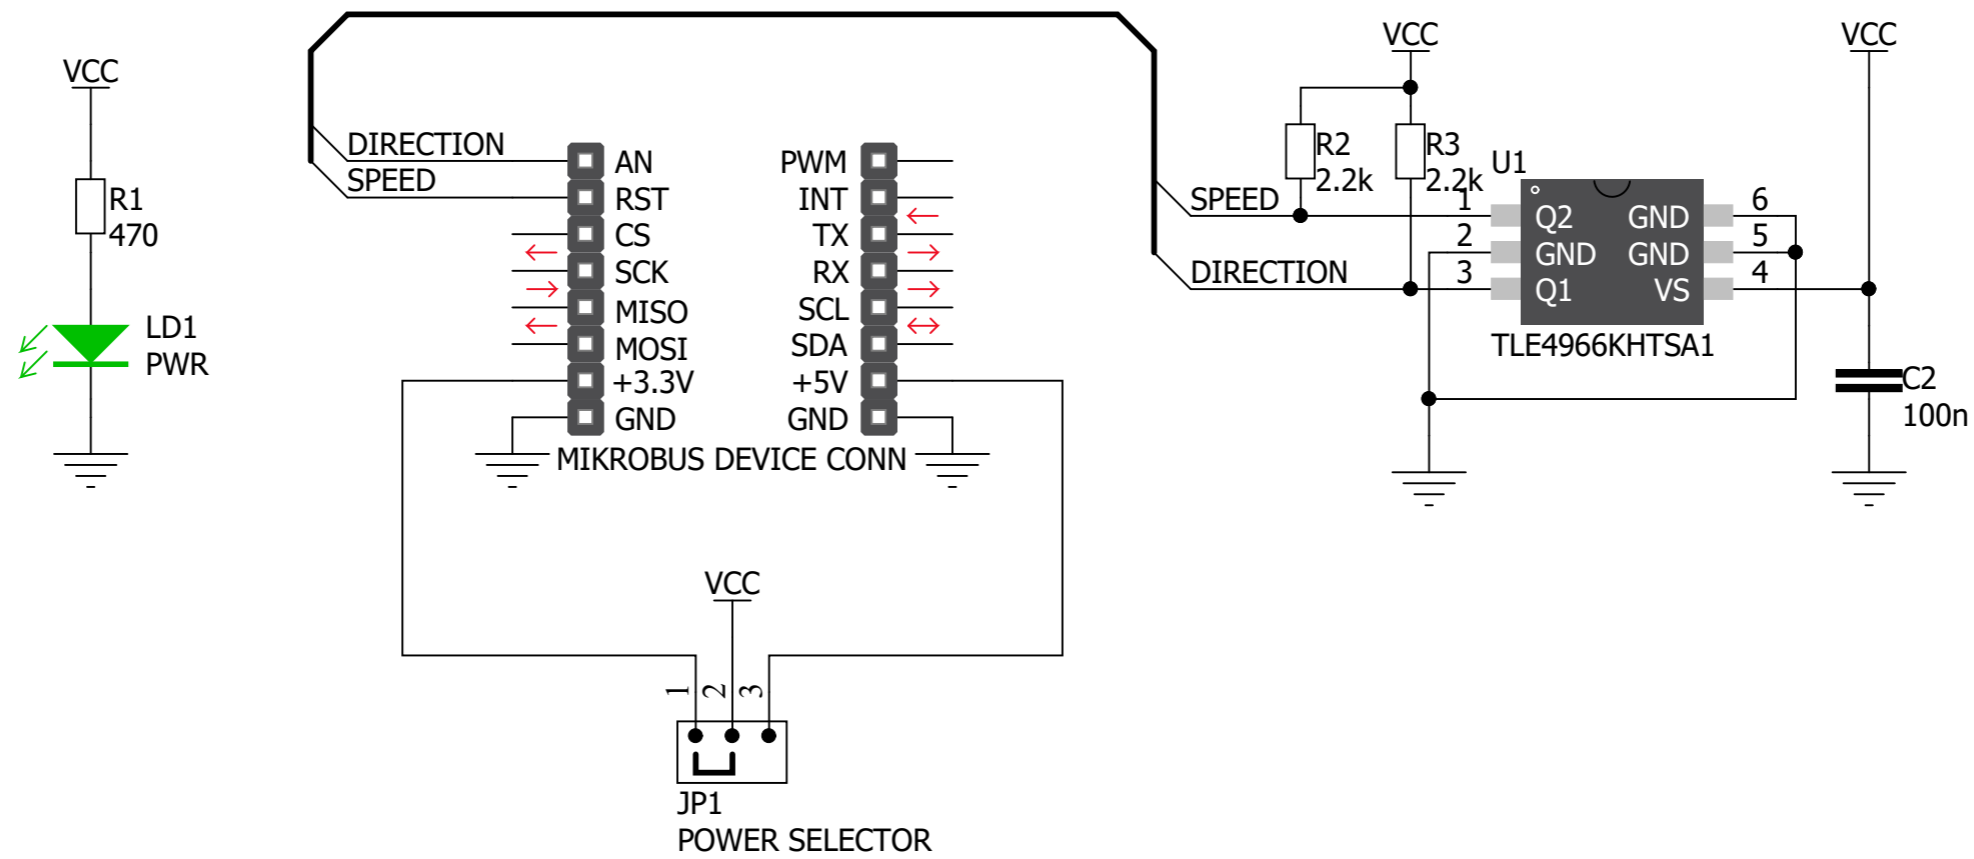 VCC
R1
470
LD1
PWR
DIRECTION
SPEED
AN
RST
CS
SCK
MISO
MOSI
+3.3V
GND
PWM
INT
TX
RX
SCL
SDA
+5V
GND
MIKROBUS DEVICE CONN
VCC
1
2
3
JP1
POWER SELECTOR
VCC
R2
2.2k
R3
2.2k
SPEED
DIRECTION
U1
1
2
3
Q2
GND
Q1
GND
GND
VS
6
5
4
TLE4966KHTSA1
VCC
C2
100n